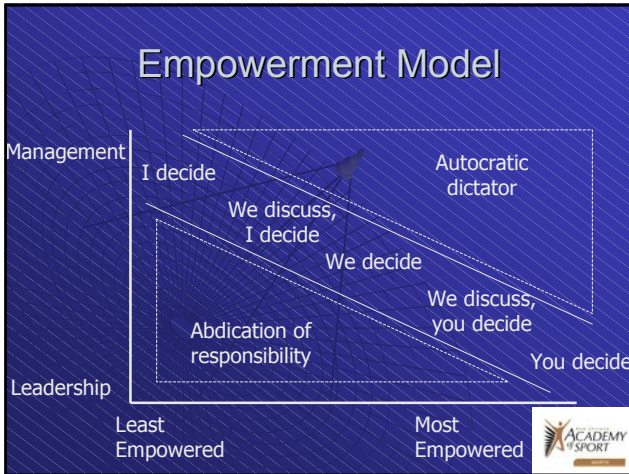 Empowerment Model
Management
I decide
Autocratic
dictator
We discuss,
I decide
We decide
We discuss,
you decide
Abdication of
responsibility
You decide
Leadership
Least
Empowered
Most
Empowered
ACADEMY
of SPORT